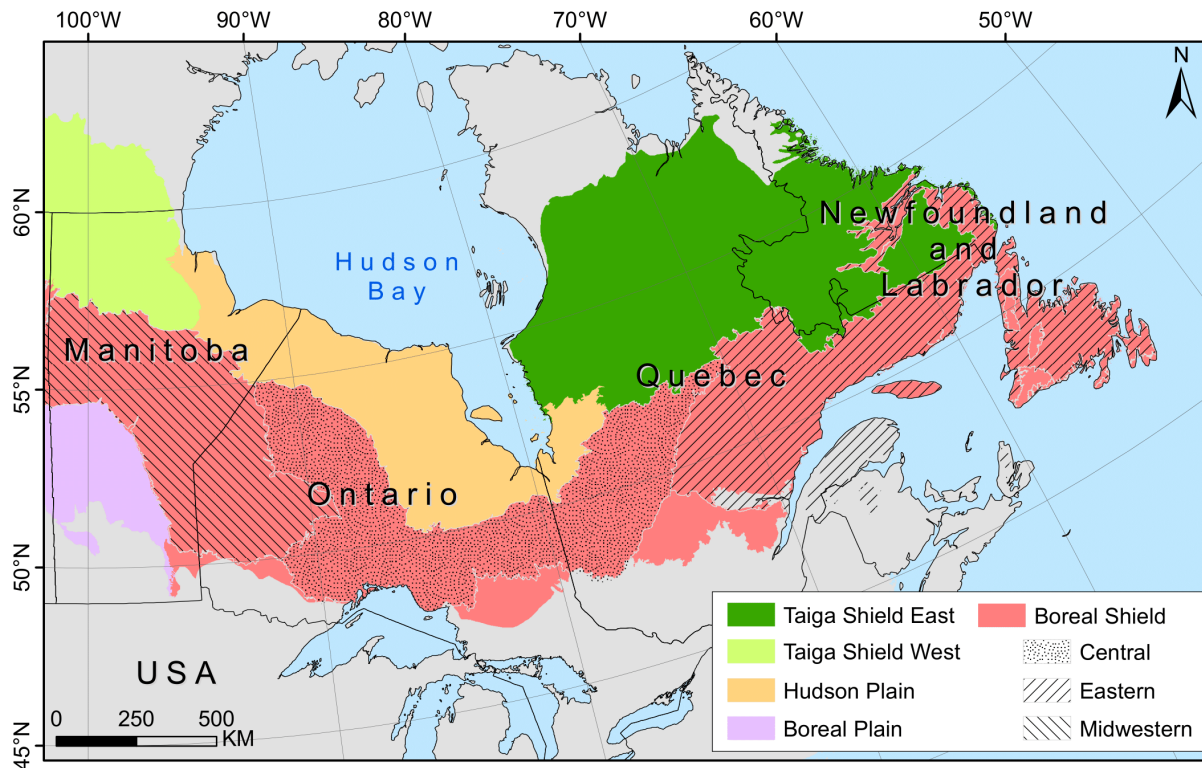 100°W 90°W 80°W 70°W 60°W 50°W
N
60°N
Newfoundland
and
Labrador
Hudson
Bay
Manitoba
55°N
Quebec
Ontario
50°N
USA
0 250 500
KM
45°N
Taiga Shield East
Taiga Shield West
Hudson Plain
Boreal Plain
Boreal Shield
Central
Eastern
Midwestern